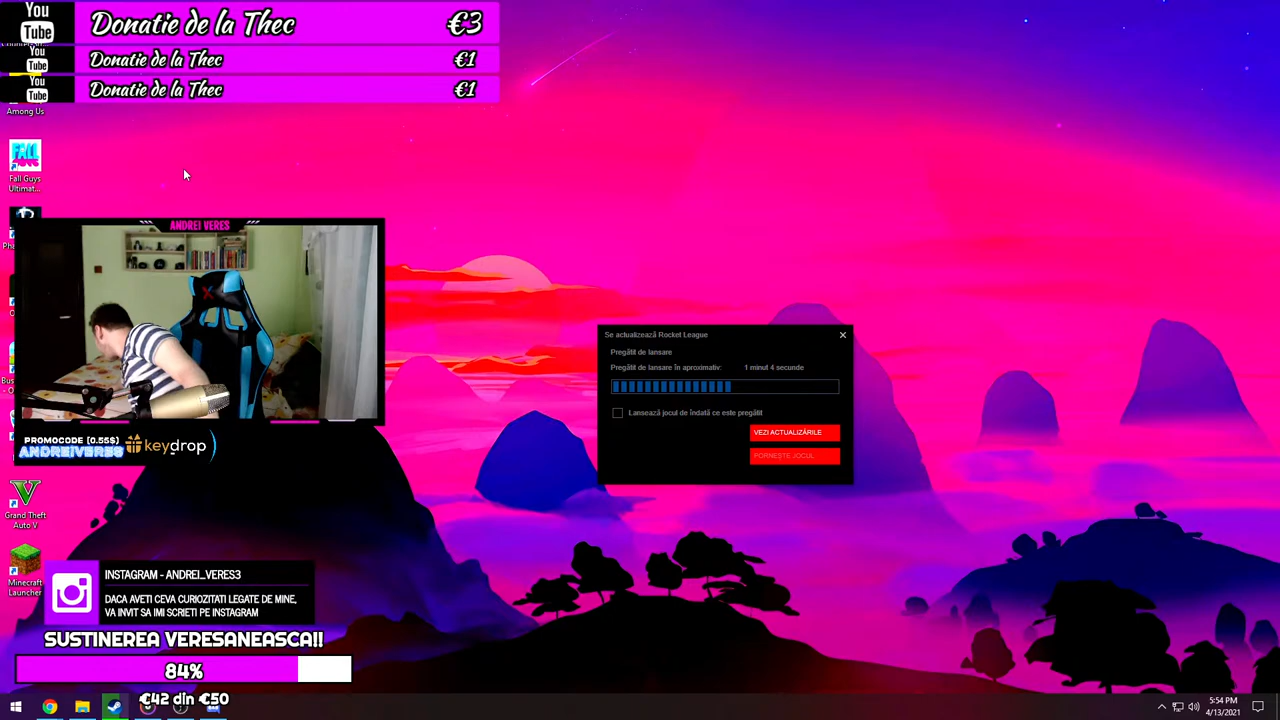 You Tube
Donatie de la Thec
€3
You Tube
Donatie de la Thec
€1
You Tube
Donatie de la Thec
€1
Among Us
Fall Guys
Ultimat...
ANDREI VERES
PROMOCODE (0.55$)
ANDREIVERES
keydrop
Se actualizează Rocket League
Pregătit de lansare
Pregătit de lansare în aproximativ:
1 minut 4 secunde
Lansează jocul de îndată ce este pregătit
VEZI ACTUALIZĂRILE
PORNEȘTE JOCUL
Grand Theft
Auto V
Minecraft
Launcher
INSTAGRAM - ANDREI_VERES3
DACA AVETI CEVA CURIOZITATI LEGATE DE MINE,
VA INVIT SA IMI SCRIETI PE INSTAGRAM
SUSTINEREA VERESANEASCA!!
84%
€42 din €50
5:54 PM
4/13/2021